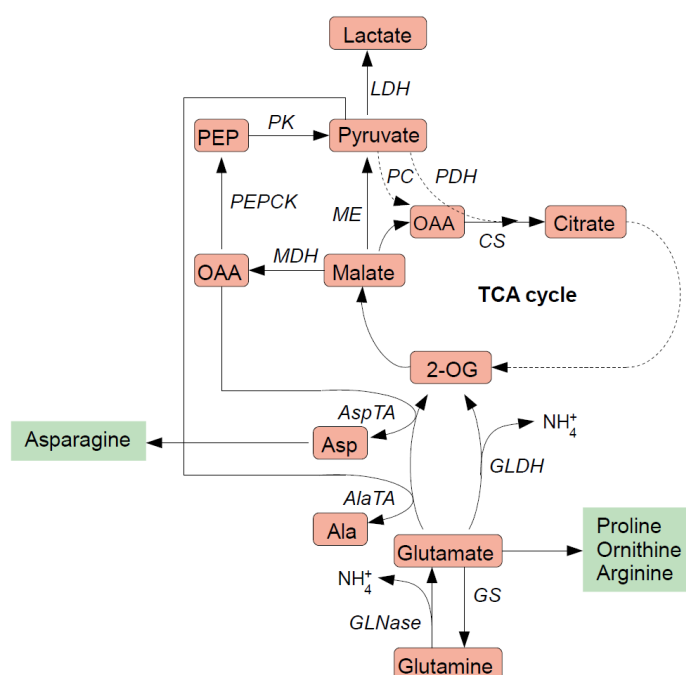 Lactate
LDH
PEP
PK
Pyruvate
PC
PDH
PEPCK
ME
OAA
CS
Citrate
OAA
MDH
Malate
TCA cycle
2-OG
AspTA
NH4+
Asparagine
Asp
GLDH
AlaTA
Ala
Glutamate
Proline
Ornithine
Arginine
NH4+
GS
GLNase
Glutamine